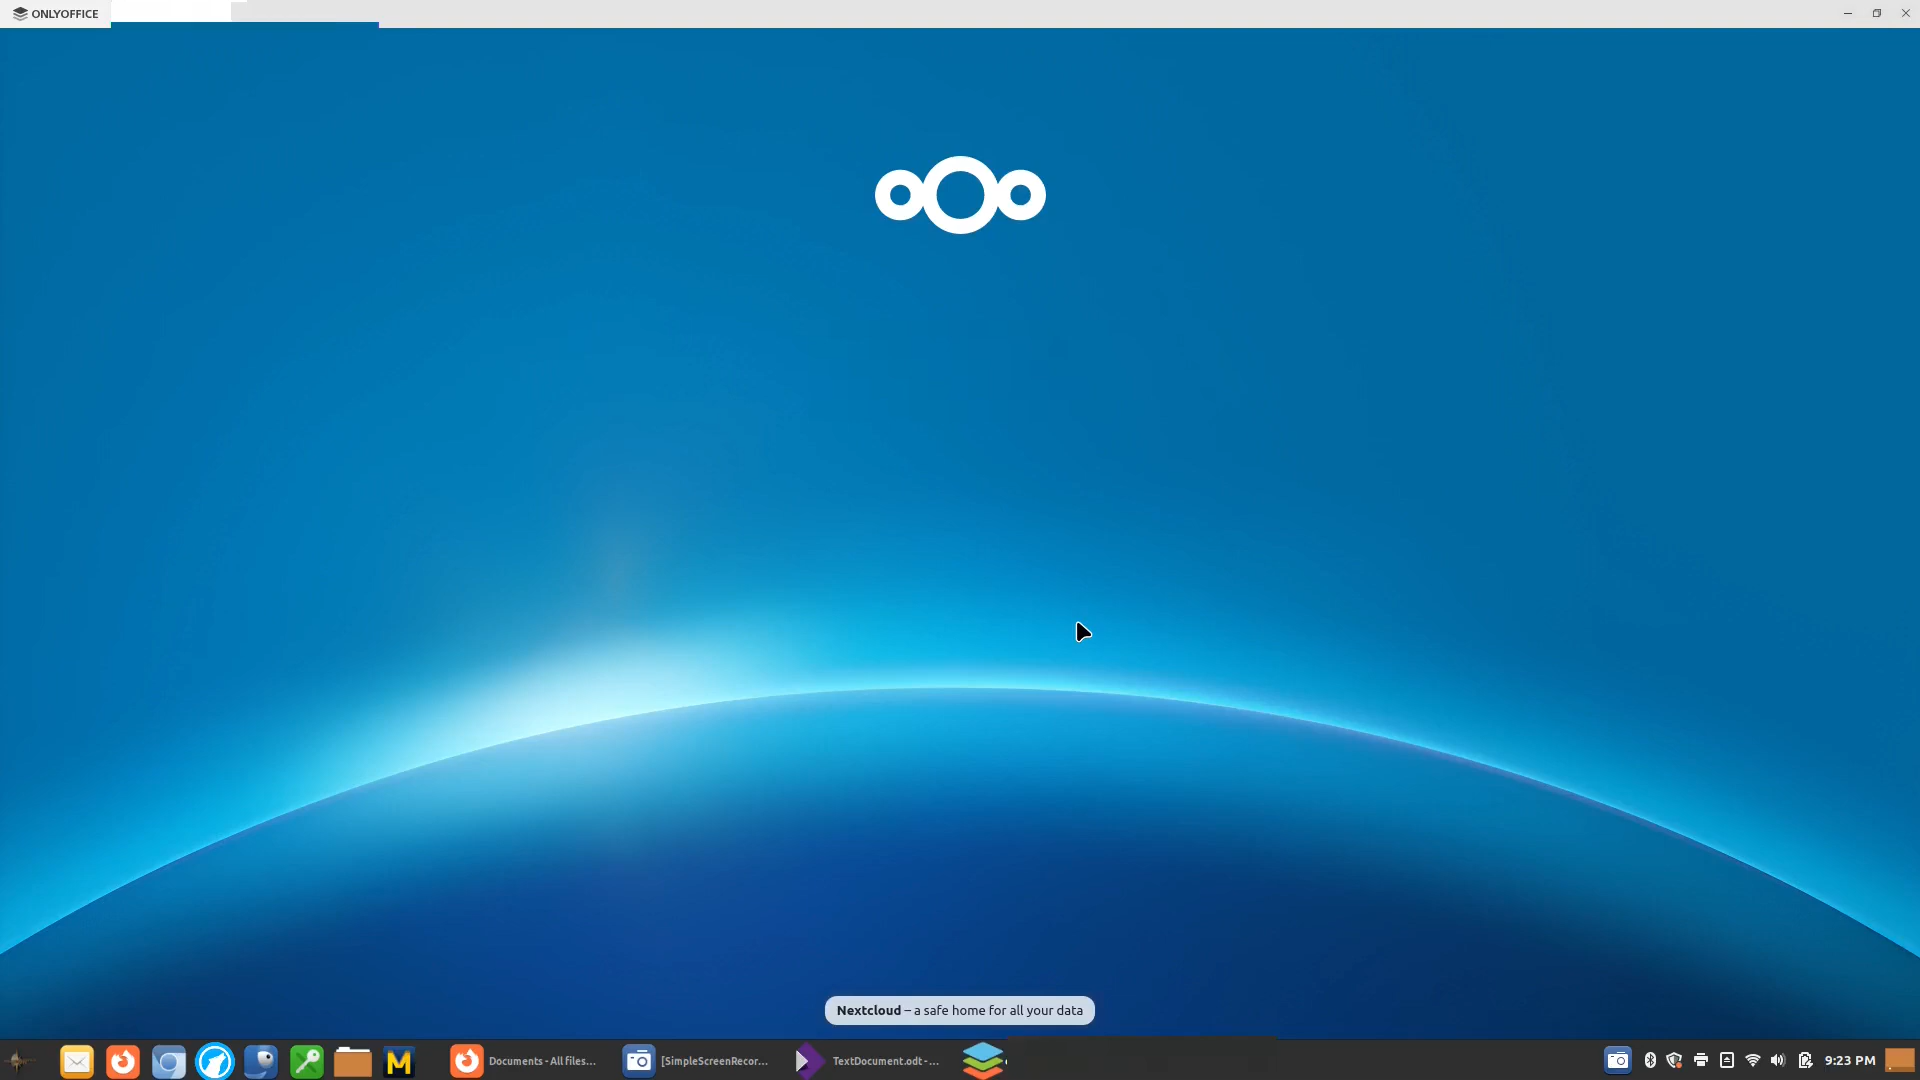 ONLYOFFICE
Nextcloud – a safe home for all your data
Documents - All files...
[SimpleScreenRecor...
TextDocument.odt - ...
9:23 PM